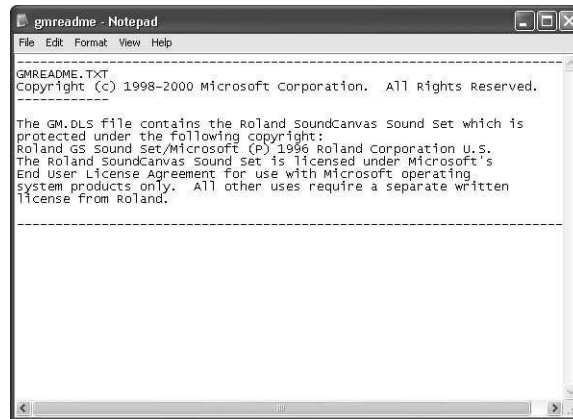 gmreadme - Notepad
File Edit Format View Help
--------------------------------------------------------------------
GMREADME.TXT
Copyright (c) 1998-2000 Microsoft Corporation.  All Rights Reserved.
------------
The GM.DLS file contains the Roland SoundCanvas Sound Set which is
protected under the following copyright:
Roland GS Sound Set/Microsoft (P) 1996 Roland Corporation U.S.
The Roland SoundCanvas Sound Set is licensed under Microsoft's
End User License Agreement for use with Microsoft operating
system products only.  All other uses require a separate written
license from Roland.
--------------------------------------------------------------------